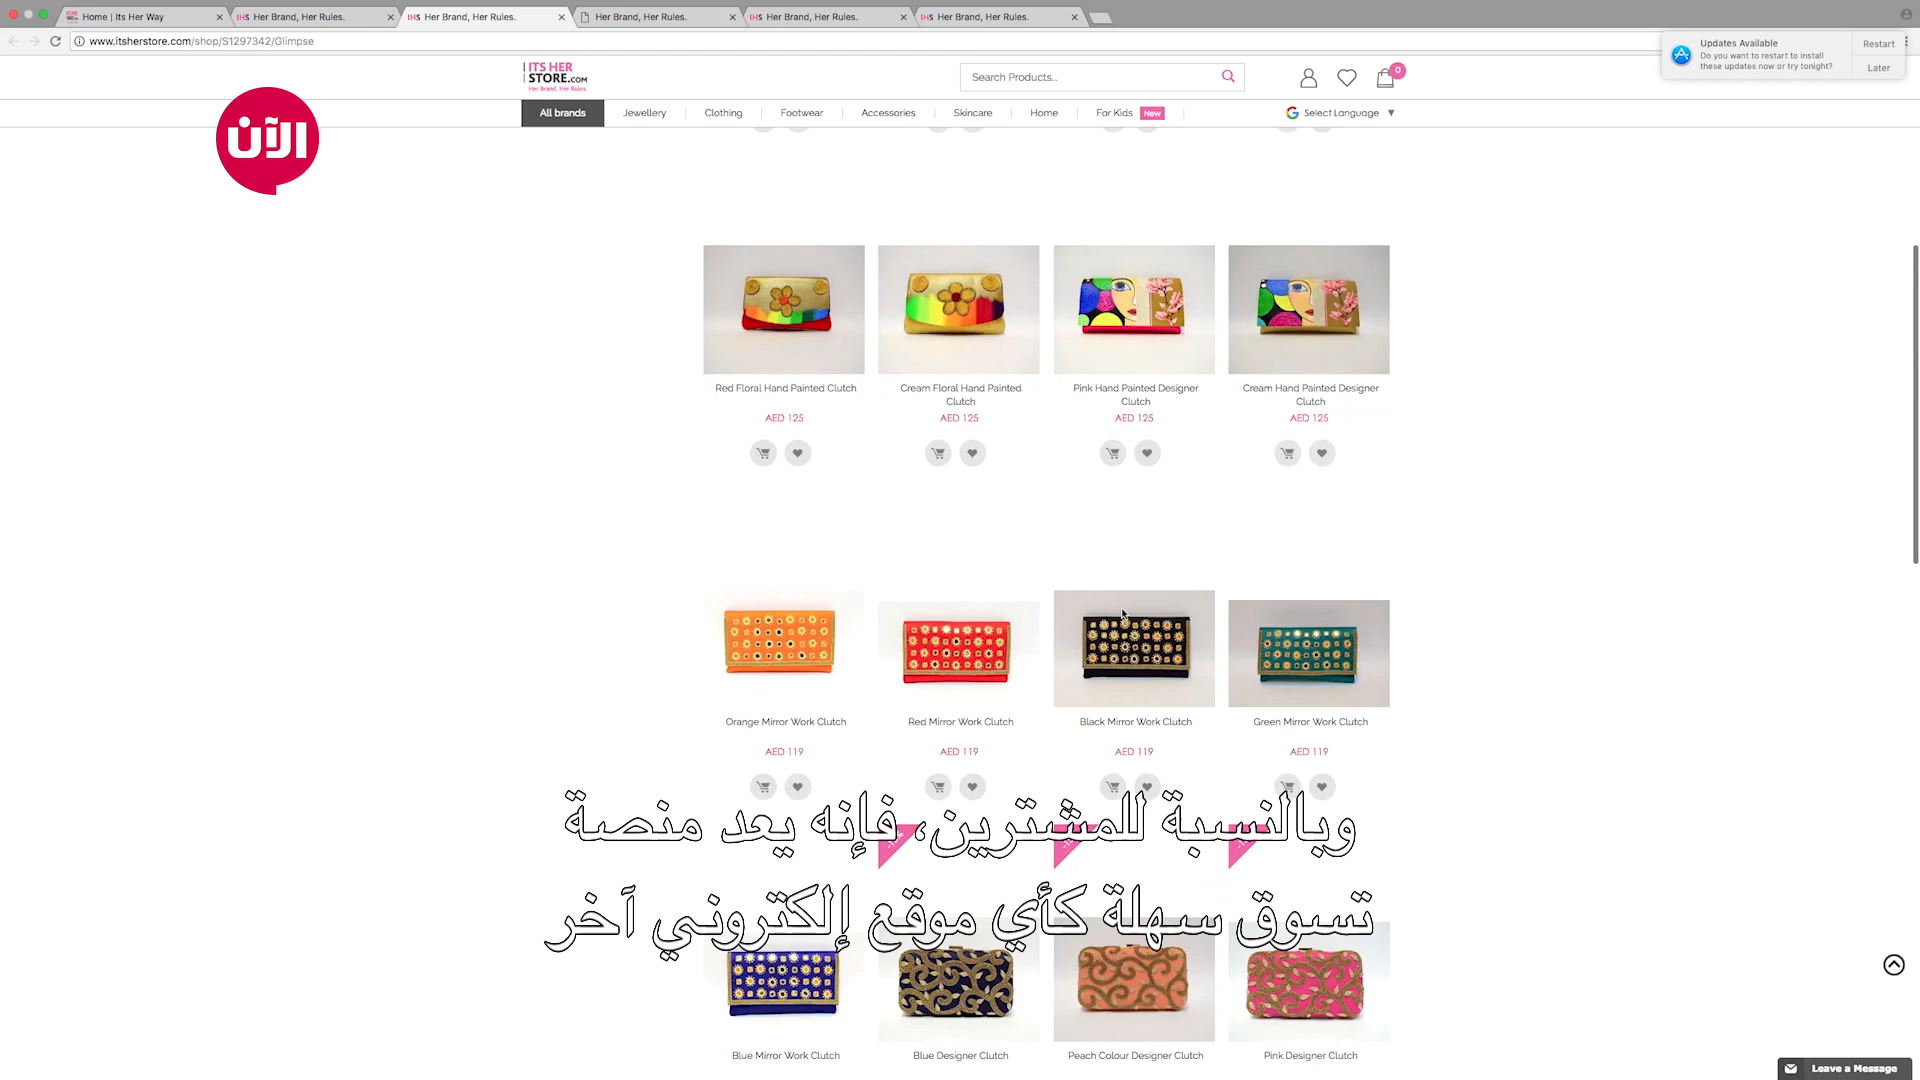 Home | Its Her Way
IHS Her Brand, Her Rules.
IHS Her Brand, Her Rules.
Her Brand, Her Rules.
IHS Her Brand, Her Rules.
IHS Her Brand, Her Rules.
www.itsherstore.com/shop/S1297342/Glimpse
Updates Available
Do you want to restart to install
these updates now or try tonight?
Restart
Later
ITS HER
STORE.COM
Her Brand, Her Rules
Search Products...
0
All brands
Jewellery
Clothing
Footwear
Accessories
Skincare
Home
For Kids New
Select Language ▼
الآن
Red Floral Hand Painted Clutch
AED 125
Cream Floral Hand Painted
Clutch
AED 125
Pink Hand Painted Designer
Clutch
AED 125
Cream Hand Painted Designer
Clutch
AED 125
Orange Mirror Work Clutch
AED 119
Red Mirror Work Clutch
AED 119
Black Mirror Work Clutch
AED 119
Green Mirror Work Clutch
AED 119
وبالنسبة للمشترين، فإنه يعد منصة
تسوق سهلة كأي موقع إلكتروني آخر
Blue Mirror Work Clutch
Blue Designer Clutch
Peach Colour Designer Clutch
Pink Designer Clutch
Leave a Message